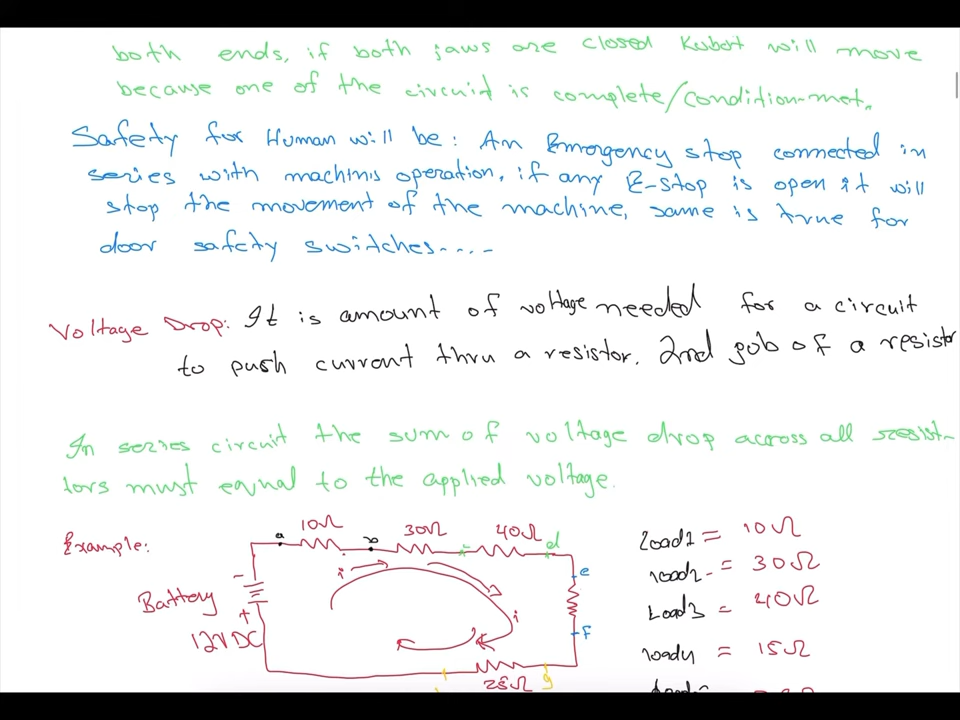 both ends, if both jaws are closed Kubot will move
because one of the circuit is complete/condition-met.
Safety for Human will be: An Emergency stop connected in
series with machins operation, if any E-stop is open it will
stop the movement of the machine, same is true for
door safety switches....
Voltage Drop: It is amount of voltage needed for a circuit
to push current thru a resistor. 2nd job of a resistor
In series circuit the sum of voltage drop across all resist-
tors must equal to the applied voltage.
Example:
a 10Ω b 30Ω 40Ω d
e
f
g
i
i
-
Battery
+
12V DC
25Ω
Load1 = 10Ω
load2 = 30Ω
Load3 = 40Ω
load4 = 15Ω